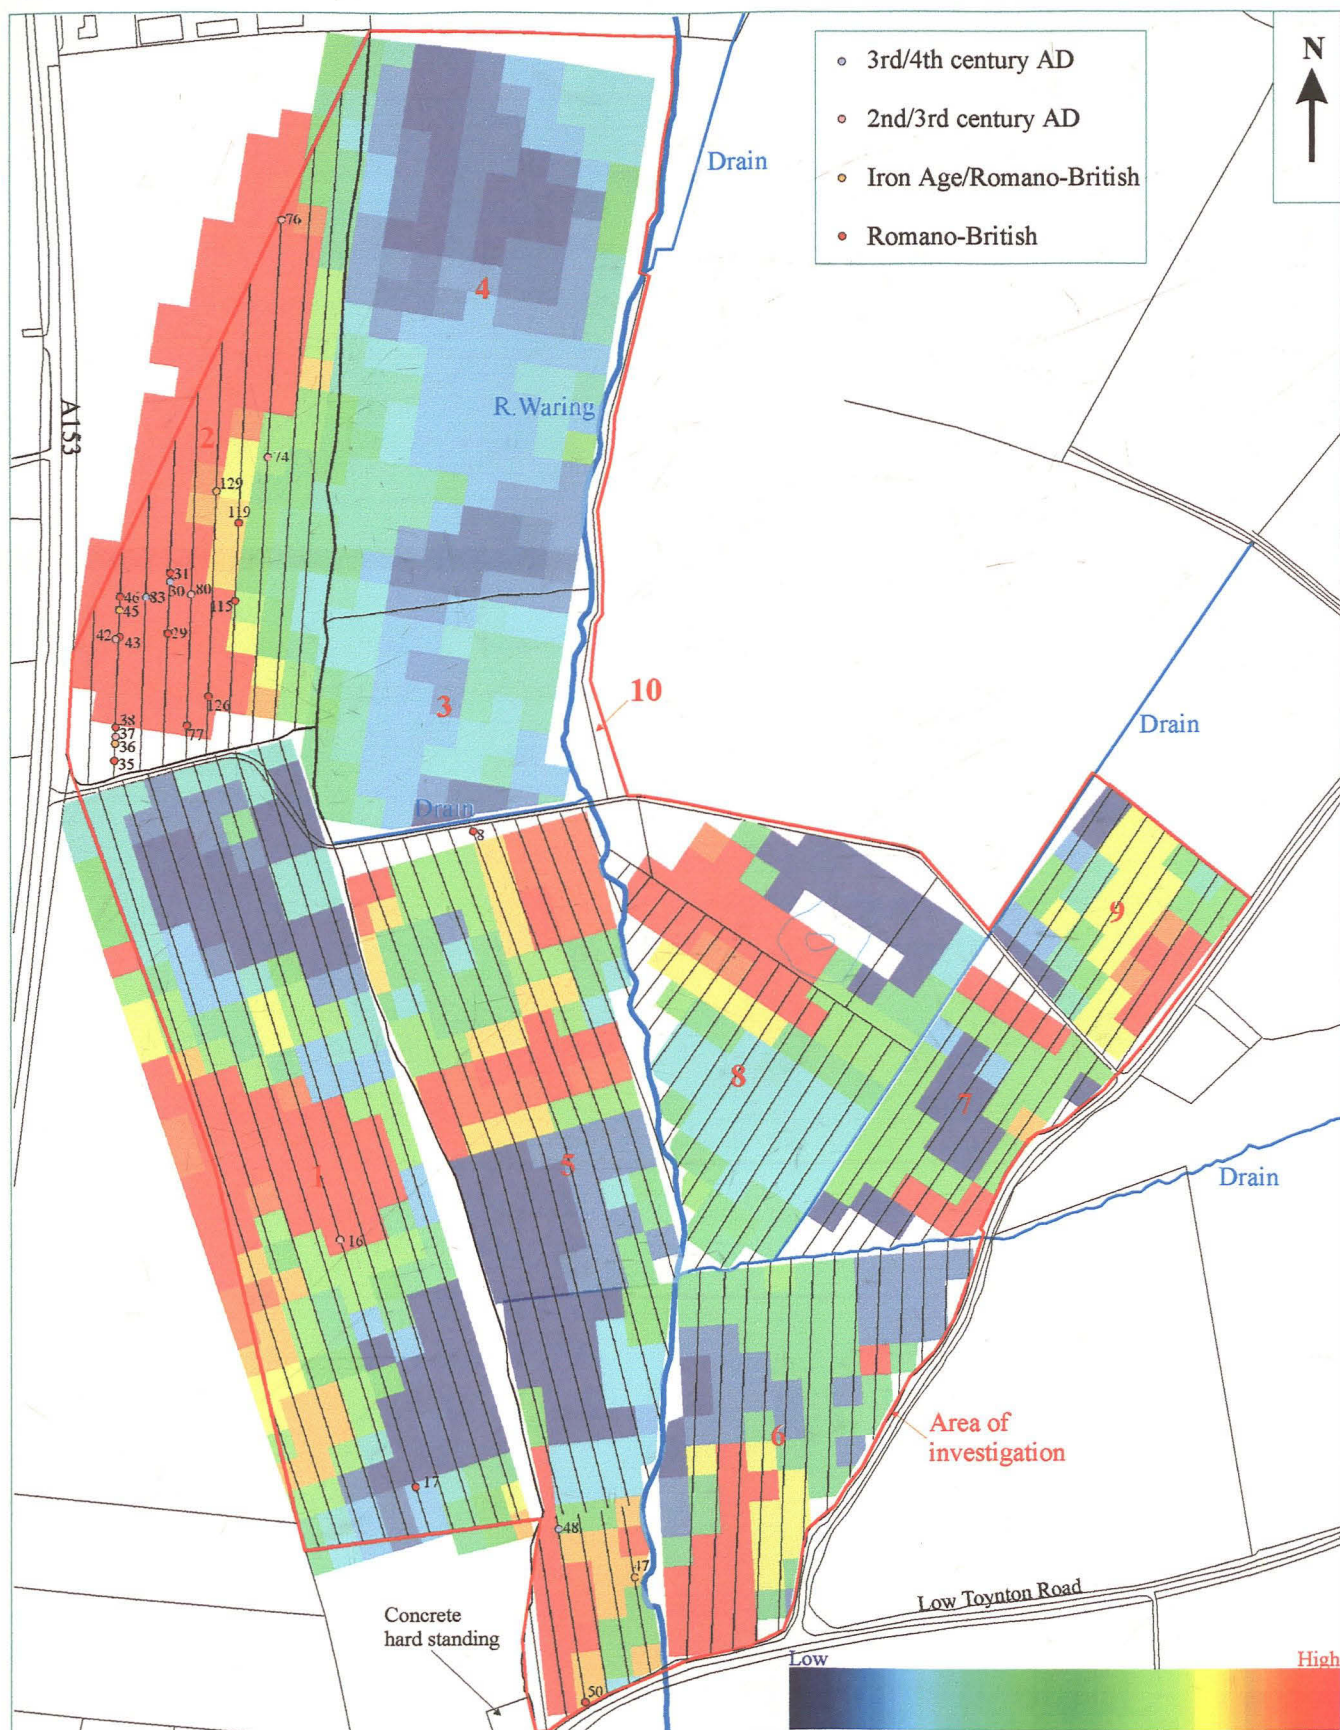 3rd/4th century AD
2nd/3rd century AD
Iron Age/Romano-British
Romano-British
N
Drain
76
4
R.Waring
A153
2
74
129
119
31
30
80
46
83
45
115
42
43
29
126
38
37
77
36
35
3
10
Drain
Drain
8
9
8
7
1
5
Drain
16
6
Area of
investigation
17
48
47
Low Toynton Road
Concrete
hard standing
50
Low
High